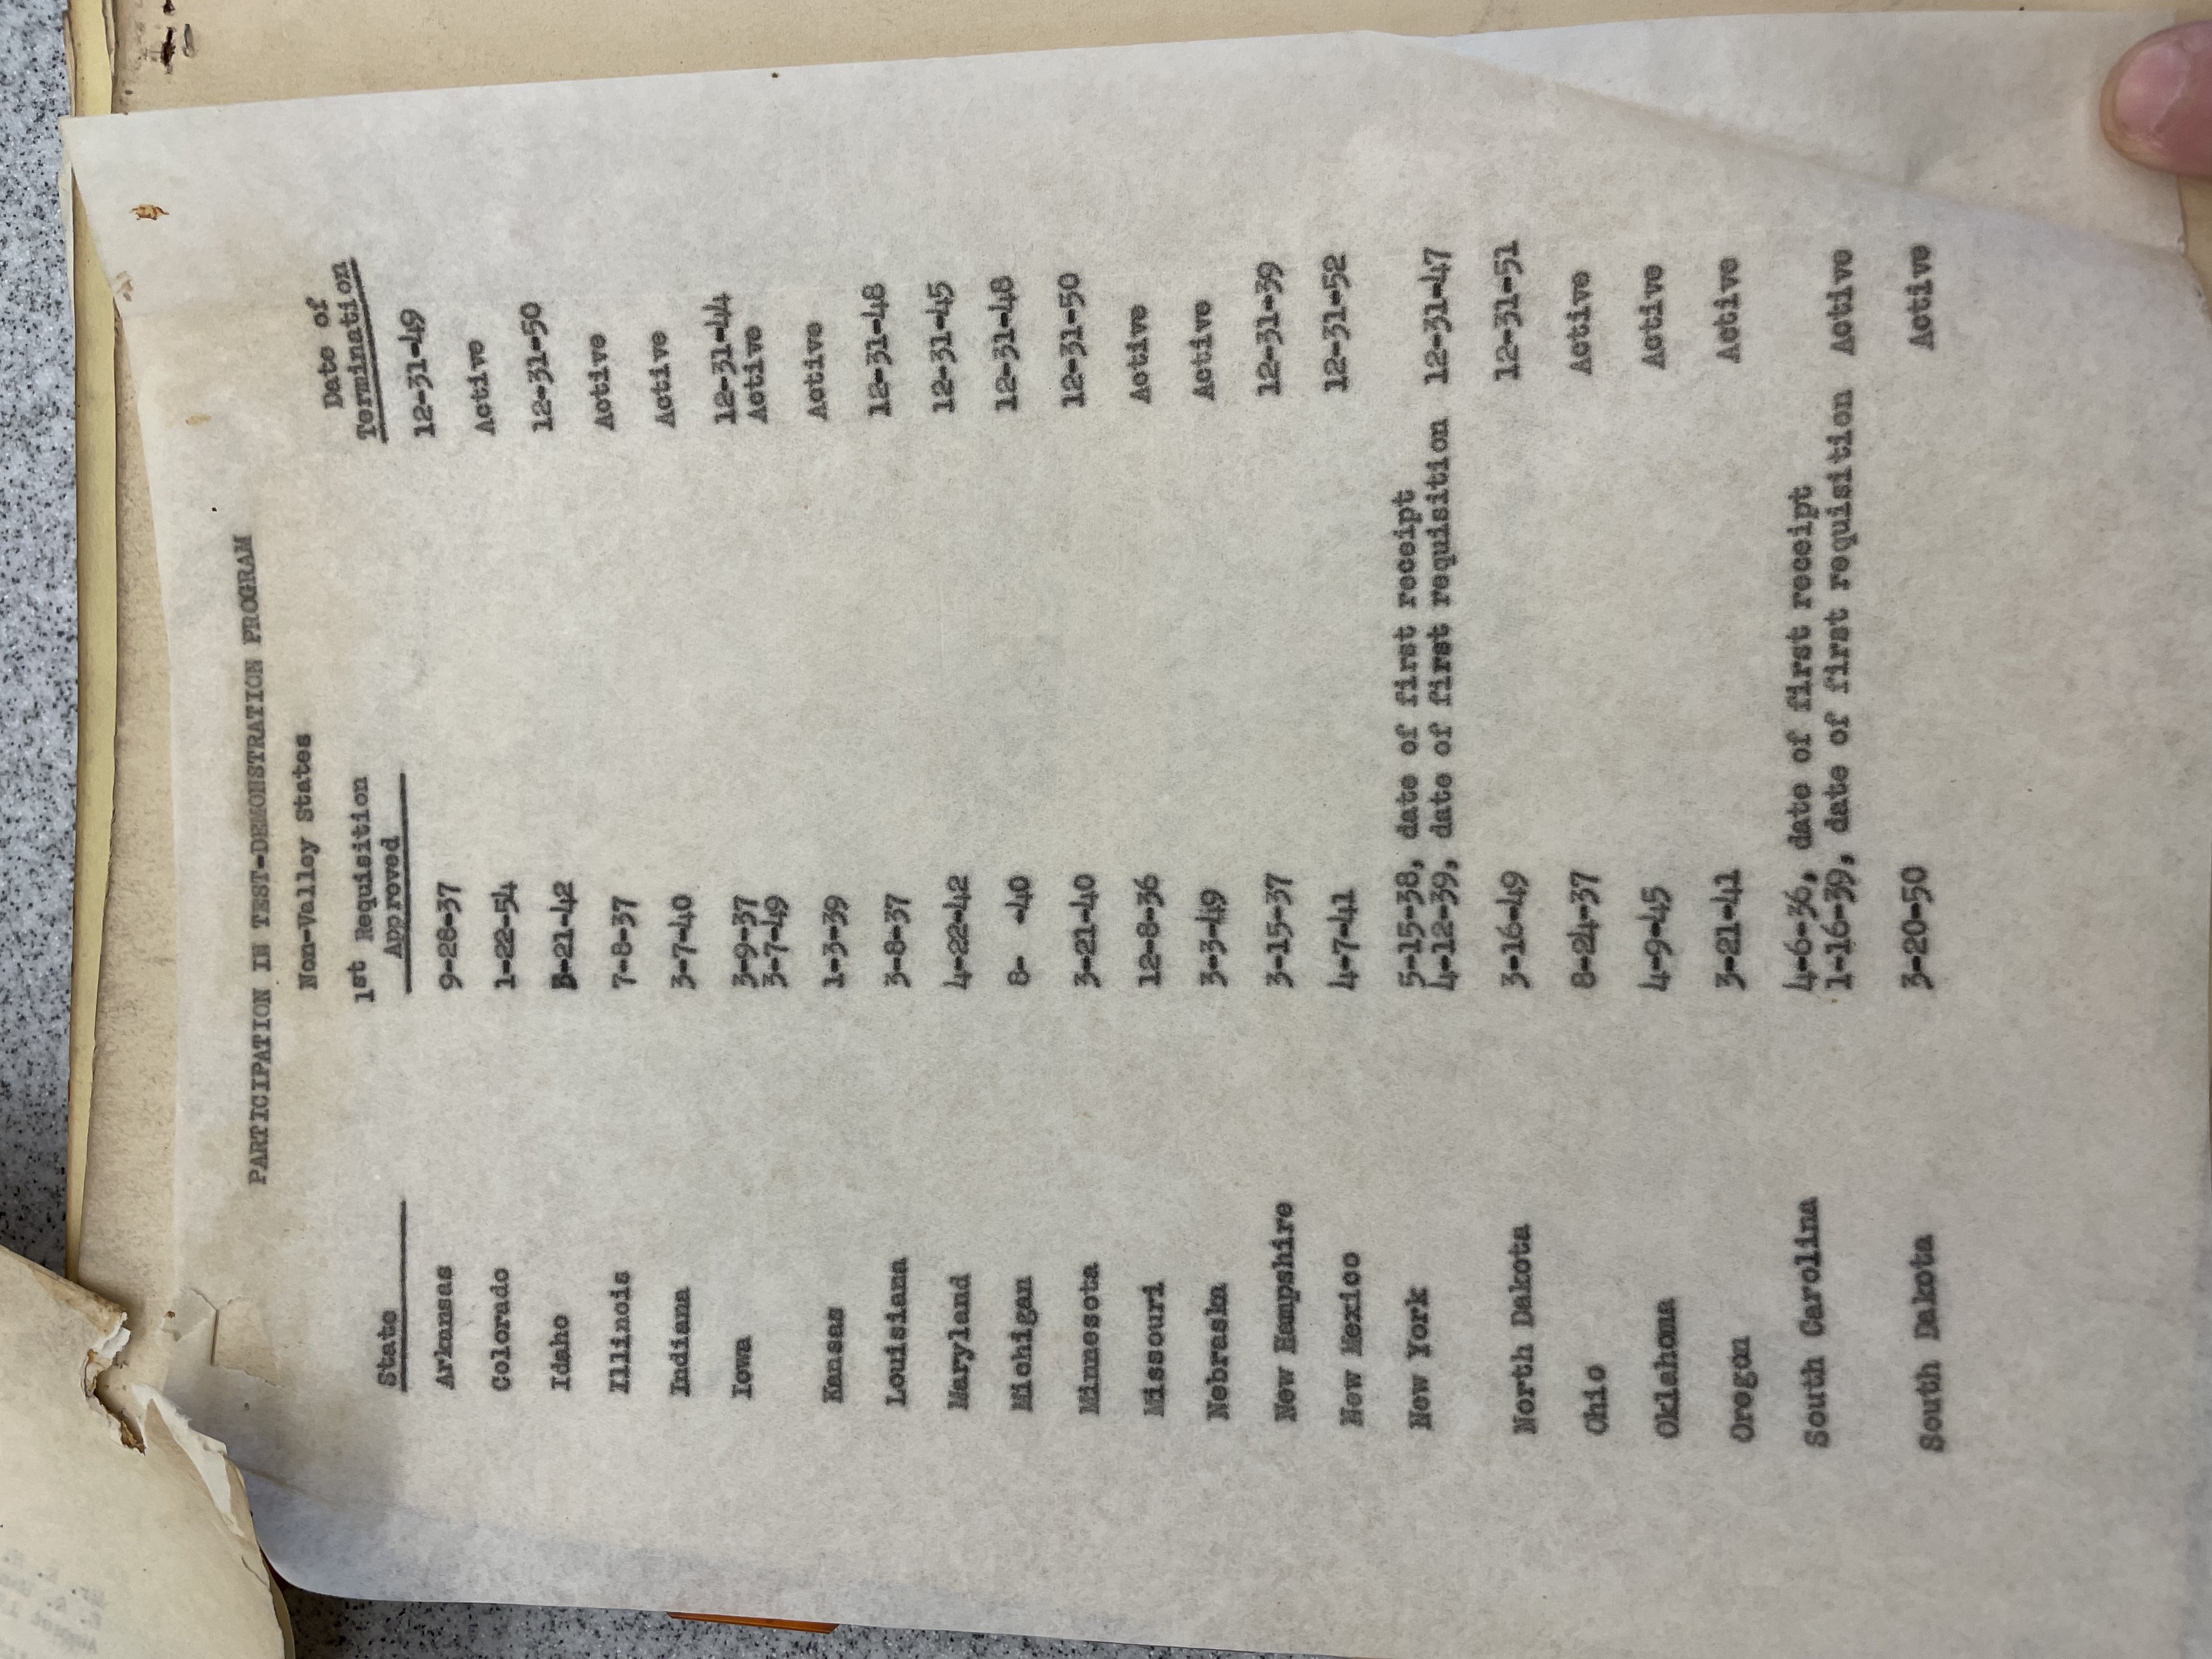 PARTICIPATION IN TEST-DEMONSTRATION PROGRAM
Non-Valley States
State 1st Requisition Approved Date of Termination
Arkansas 9-28-37 12-31-49
Colorado 1-22-54 Active
Idaho 3-21-42 12-31-50
Illinois 7-8-37 Active
Indiana 3-7-40 Active
Iowa 3-9-37 12-31-44
3-7-49 Active
Kansas 1-3-39 Active
Louisiana 3-8-37 12-31-48
Maryland 4-22-42 12-31-45
Michigan 8- -40 12-31-48
Minnesota 3-21-40 12-31-50
Missouri 12-8-36 Active
Nebraska 3-3-49 Active
New Hampshire 3-15-37 12-31-39
New Mexico 4-7-41 12-31-52
New York 5-15-38, date of first receipt
4-12-39, date of first requisition 12-31-47
North Dakota 3-16-49 12-31-51
Ohio 8-24-37 Active
Oklahoma 4-9-45 Active
Oregon 3-21-41 Active
South Carolina 4-6-36, date of first receipt
1-16-39, date of first requisition Active
South Dakota 3-20-50 Active